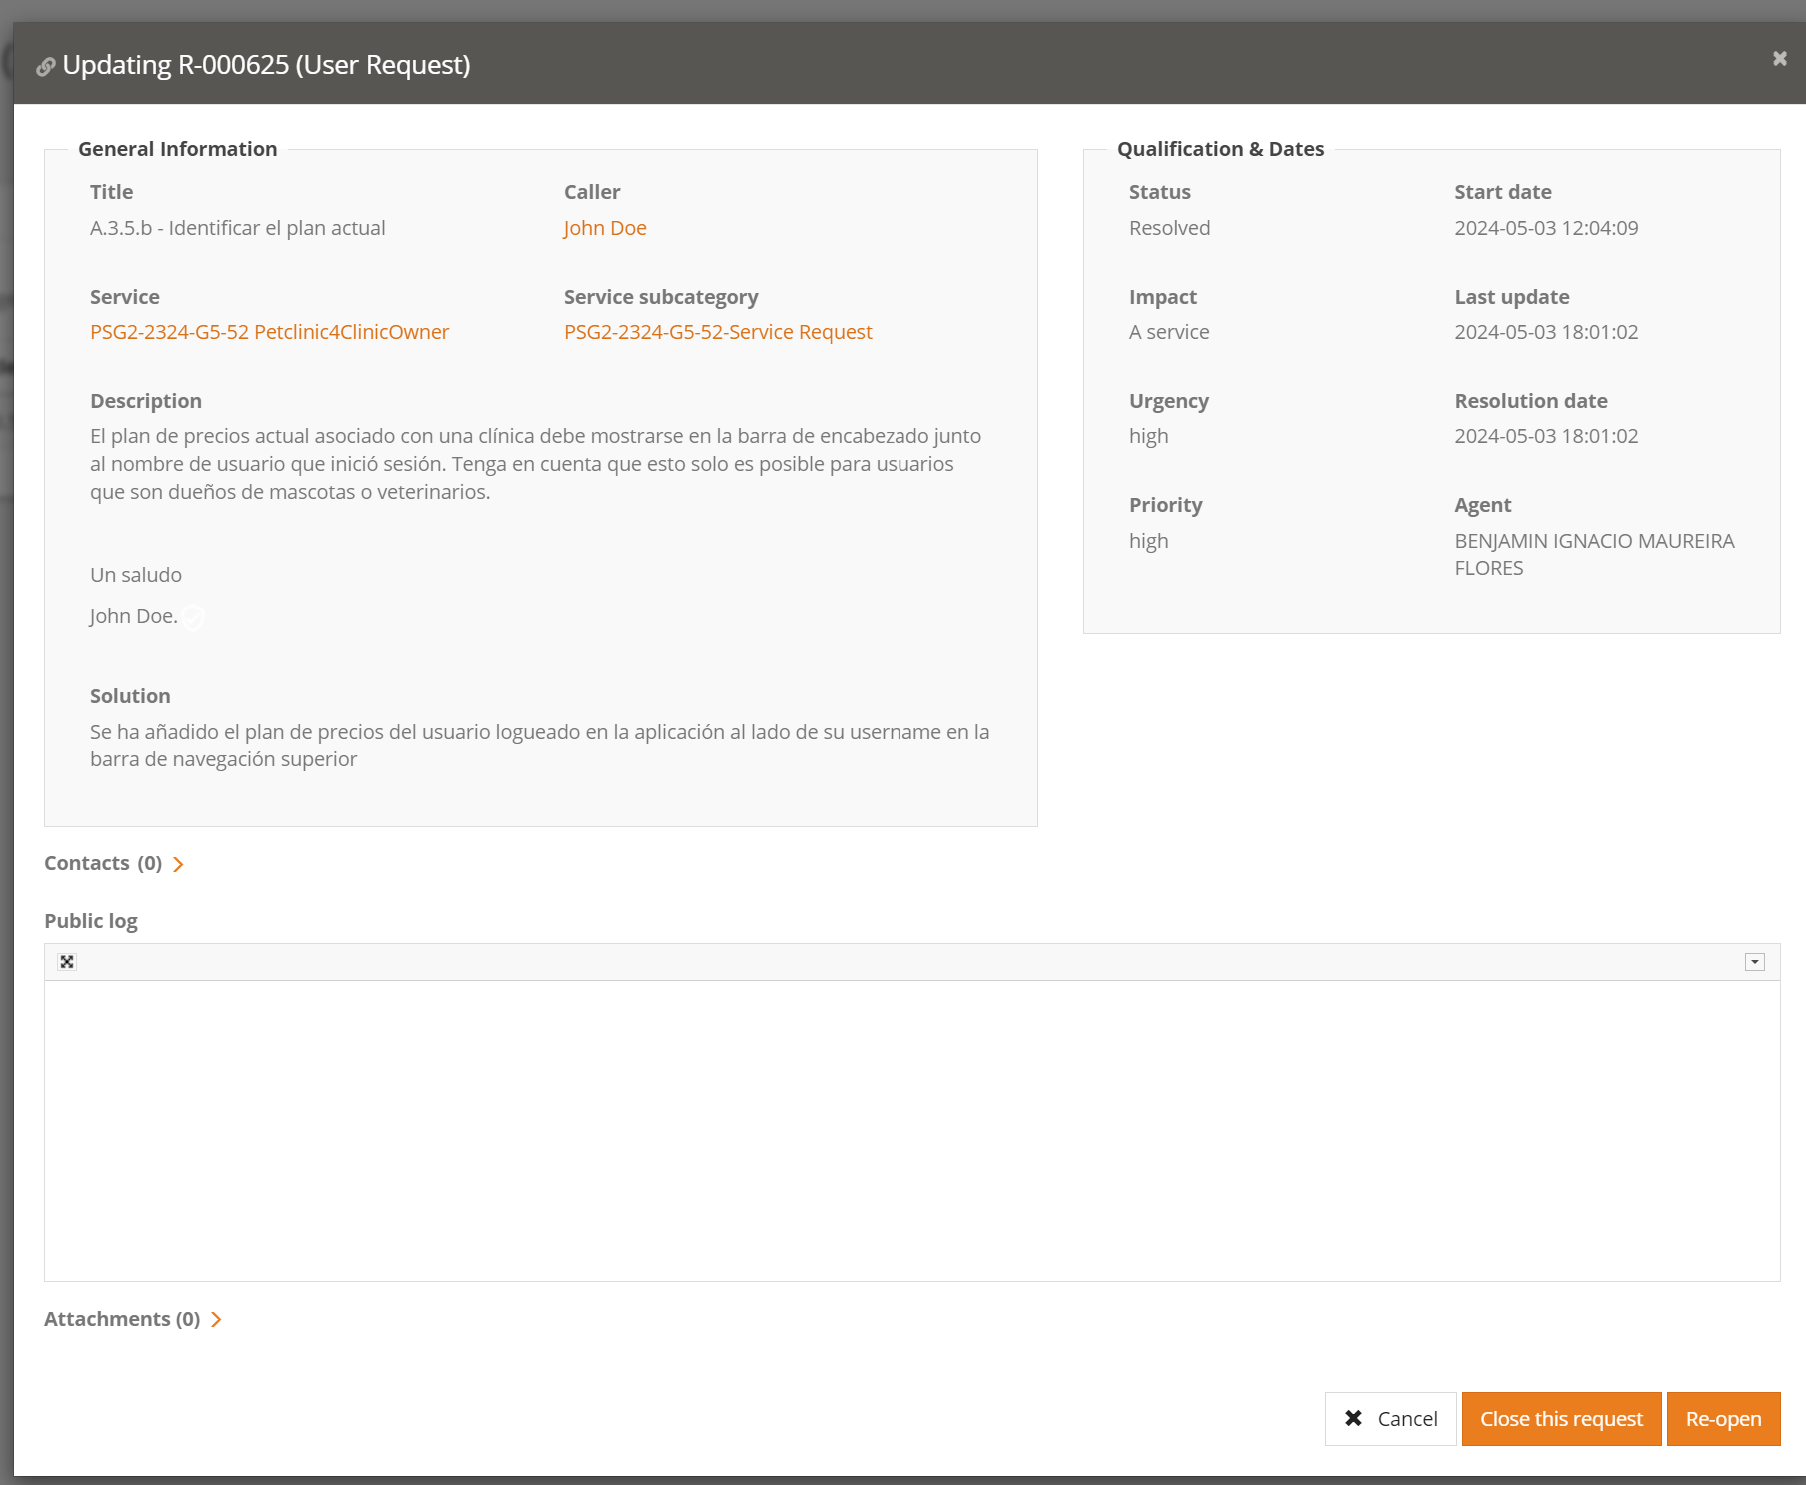 Updating R-000625 (User Request)
General Information
Title
A.3.5.b - Identificar el plan actual
Caller
John Doe
Service
PSG2-2324-G5-52 Petclinic4ClinicOwner
Service subcategory
PSG2-2324-G5-52-Service Request
Description
El plan de precios actual asociado con una clínica debe mostrarse en la barra de encabezado junto
al nombre de usuario que inició sesión. Tenga en cuenta que esto solo es posible para usuarios
que son dueños de mascotas o veterinarios.
Un saludo
John Doe.
Solution
Se ha añadido el plan de precios del usuario logueado en la aplicación al lado de su username en la
barra de navegación superior
Qualification & Dates
Status
Resolved
Start date
2024-05-03 12:04:09
Impact
A service
Last update
2024-05-03 18:01:02
Urgency
high
Resolution date
2024-05-03 18:01:02
Priority
high
Agent
BENJAMIN IGNACIO MAUREIRA
FLORES
Contacts (0)
Public log
Attachments (0)
Cancel
Close this request
Re-open